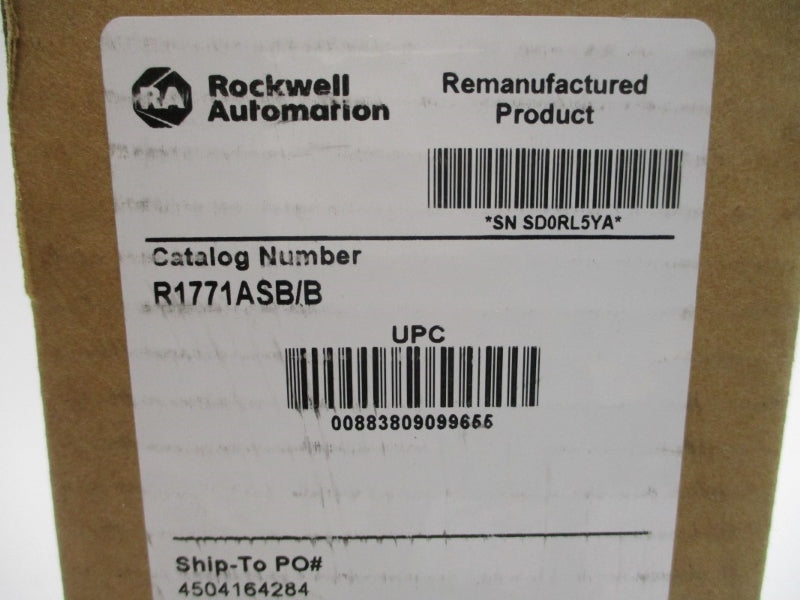 RA
Rockwell
Automation
Remanufactured
Product
*SN SD0RL5YA*
Catalog Number
R1771ASB/B
UPC
00883809099655
Ship-To PO#
4504164284